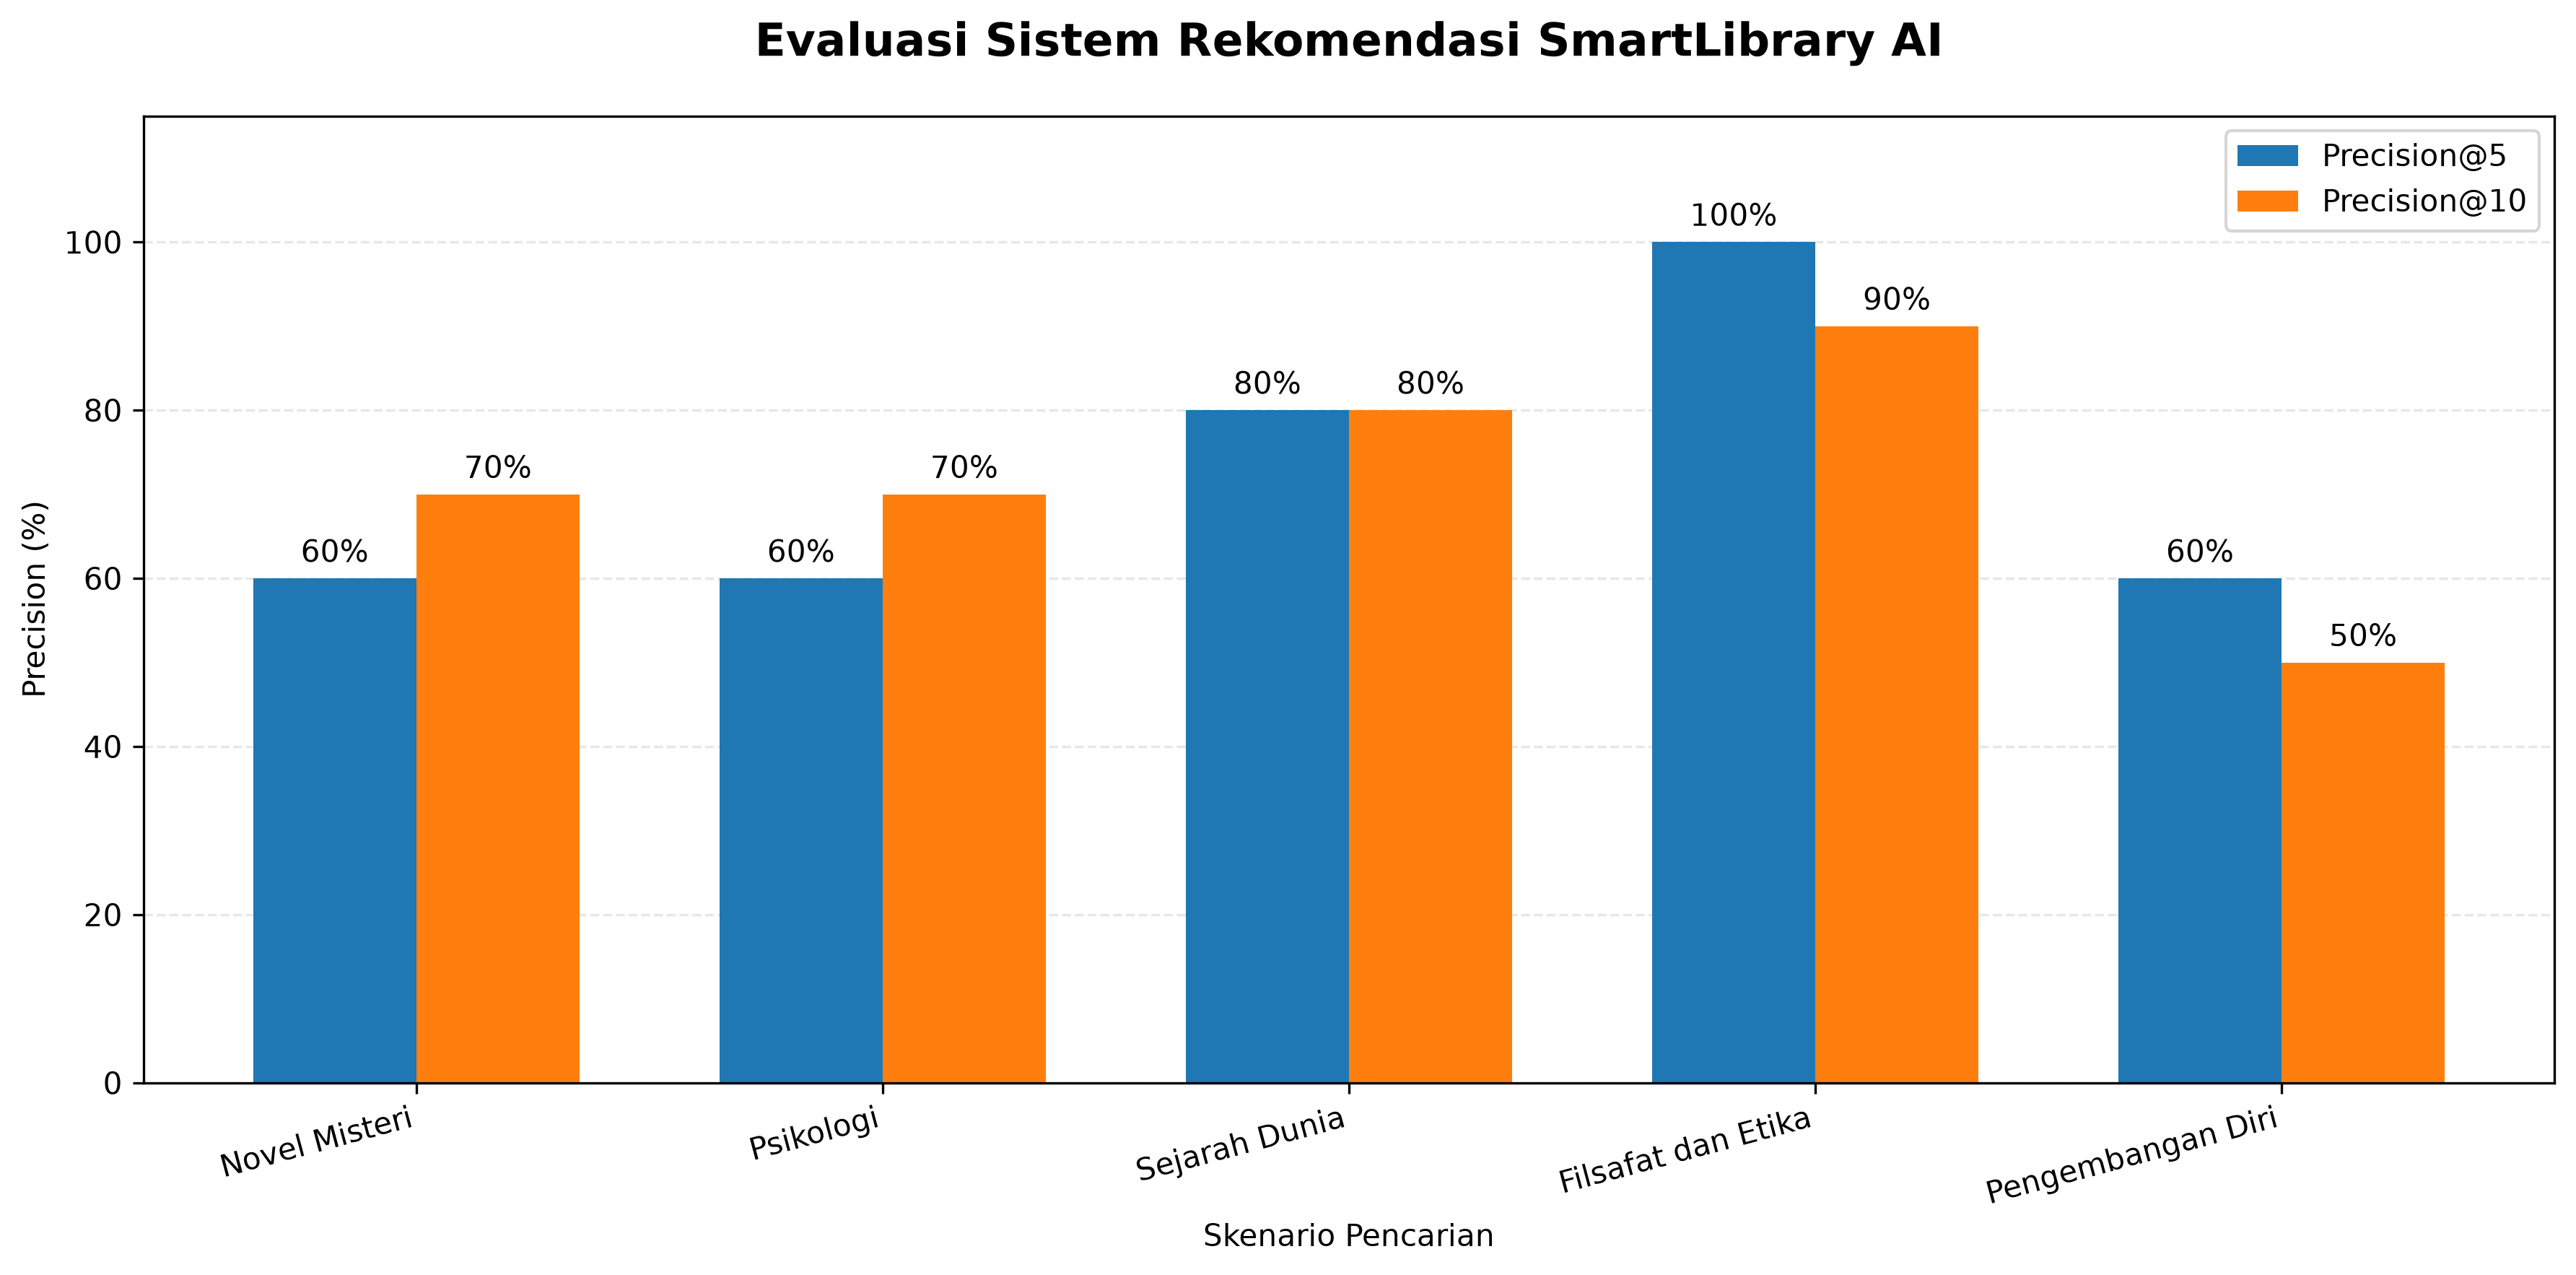 Evaluasi Sistem Rekomendasi SmartLibrary AI
Precision@5
Precision@10
Precision (%)
100
80
60
40
20
0
60%
70%
60%
70%
80%
80%
100%
90%
60%
50%
Novel Misteri
Psikologi
Sejarah Dunia
Filsafat dan Etika
Pengembangan Diri
Skenario Pencarian